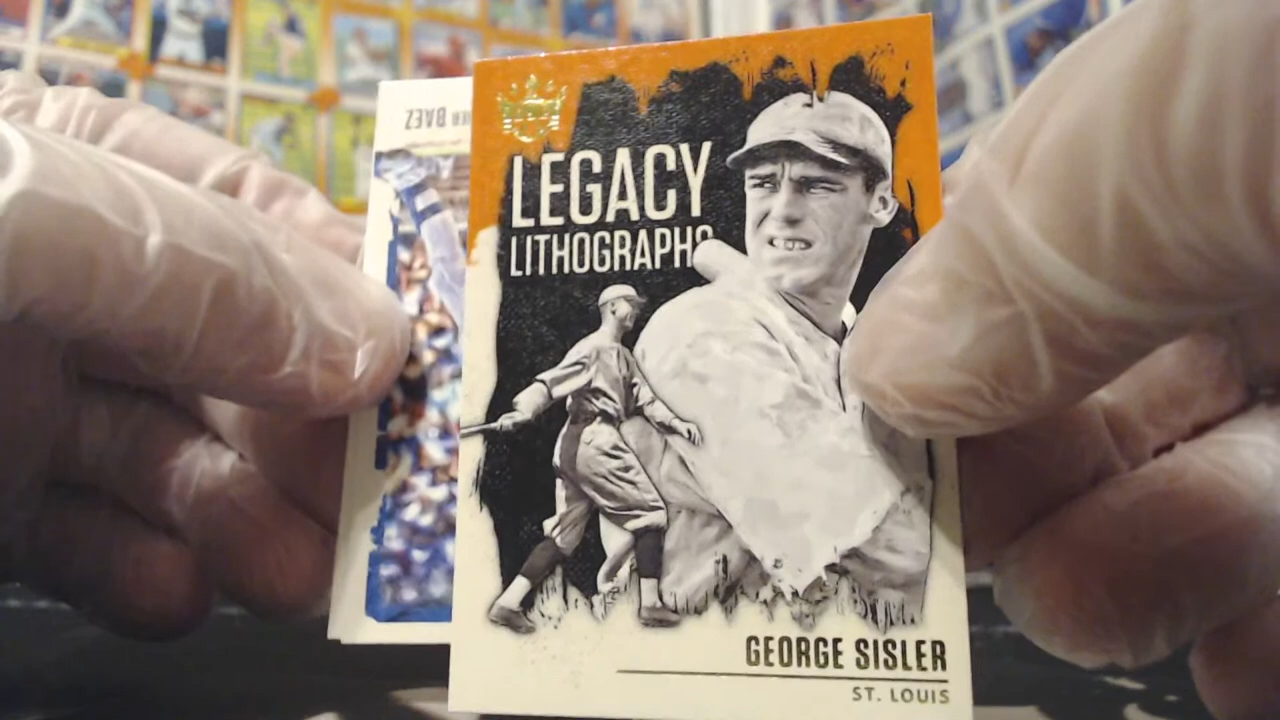 LEGACY
LITHOGRAPHS
GEORGE SISLER
ST. LOUIS
BAEZ